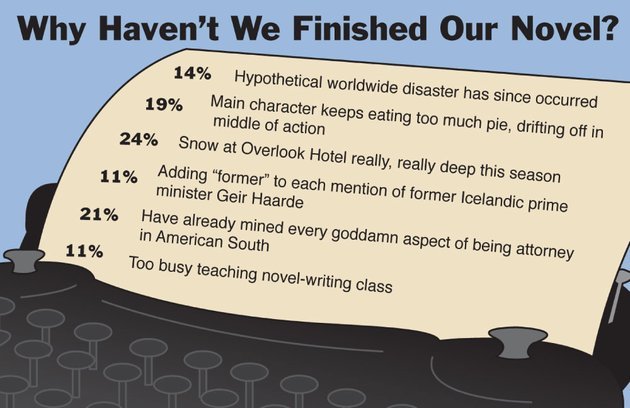 Why Haven't We Finished Our Novel?
14% Hypothetical worldwide disaster has since occurred
19% Main character keeps eating too much pie, drifting off in
middle of action
24% Snow at Overlook Hotel really, really deep this season
11% Adding “former” to each mention of former Icelandic prime
minister Geir Haarde
21% Have already mined every goddamn aspect of being attorney
in American South
11% Too busy teaching novel-writing class